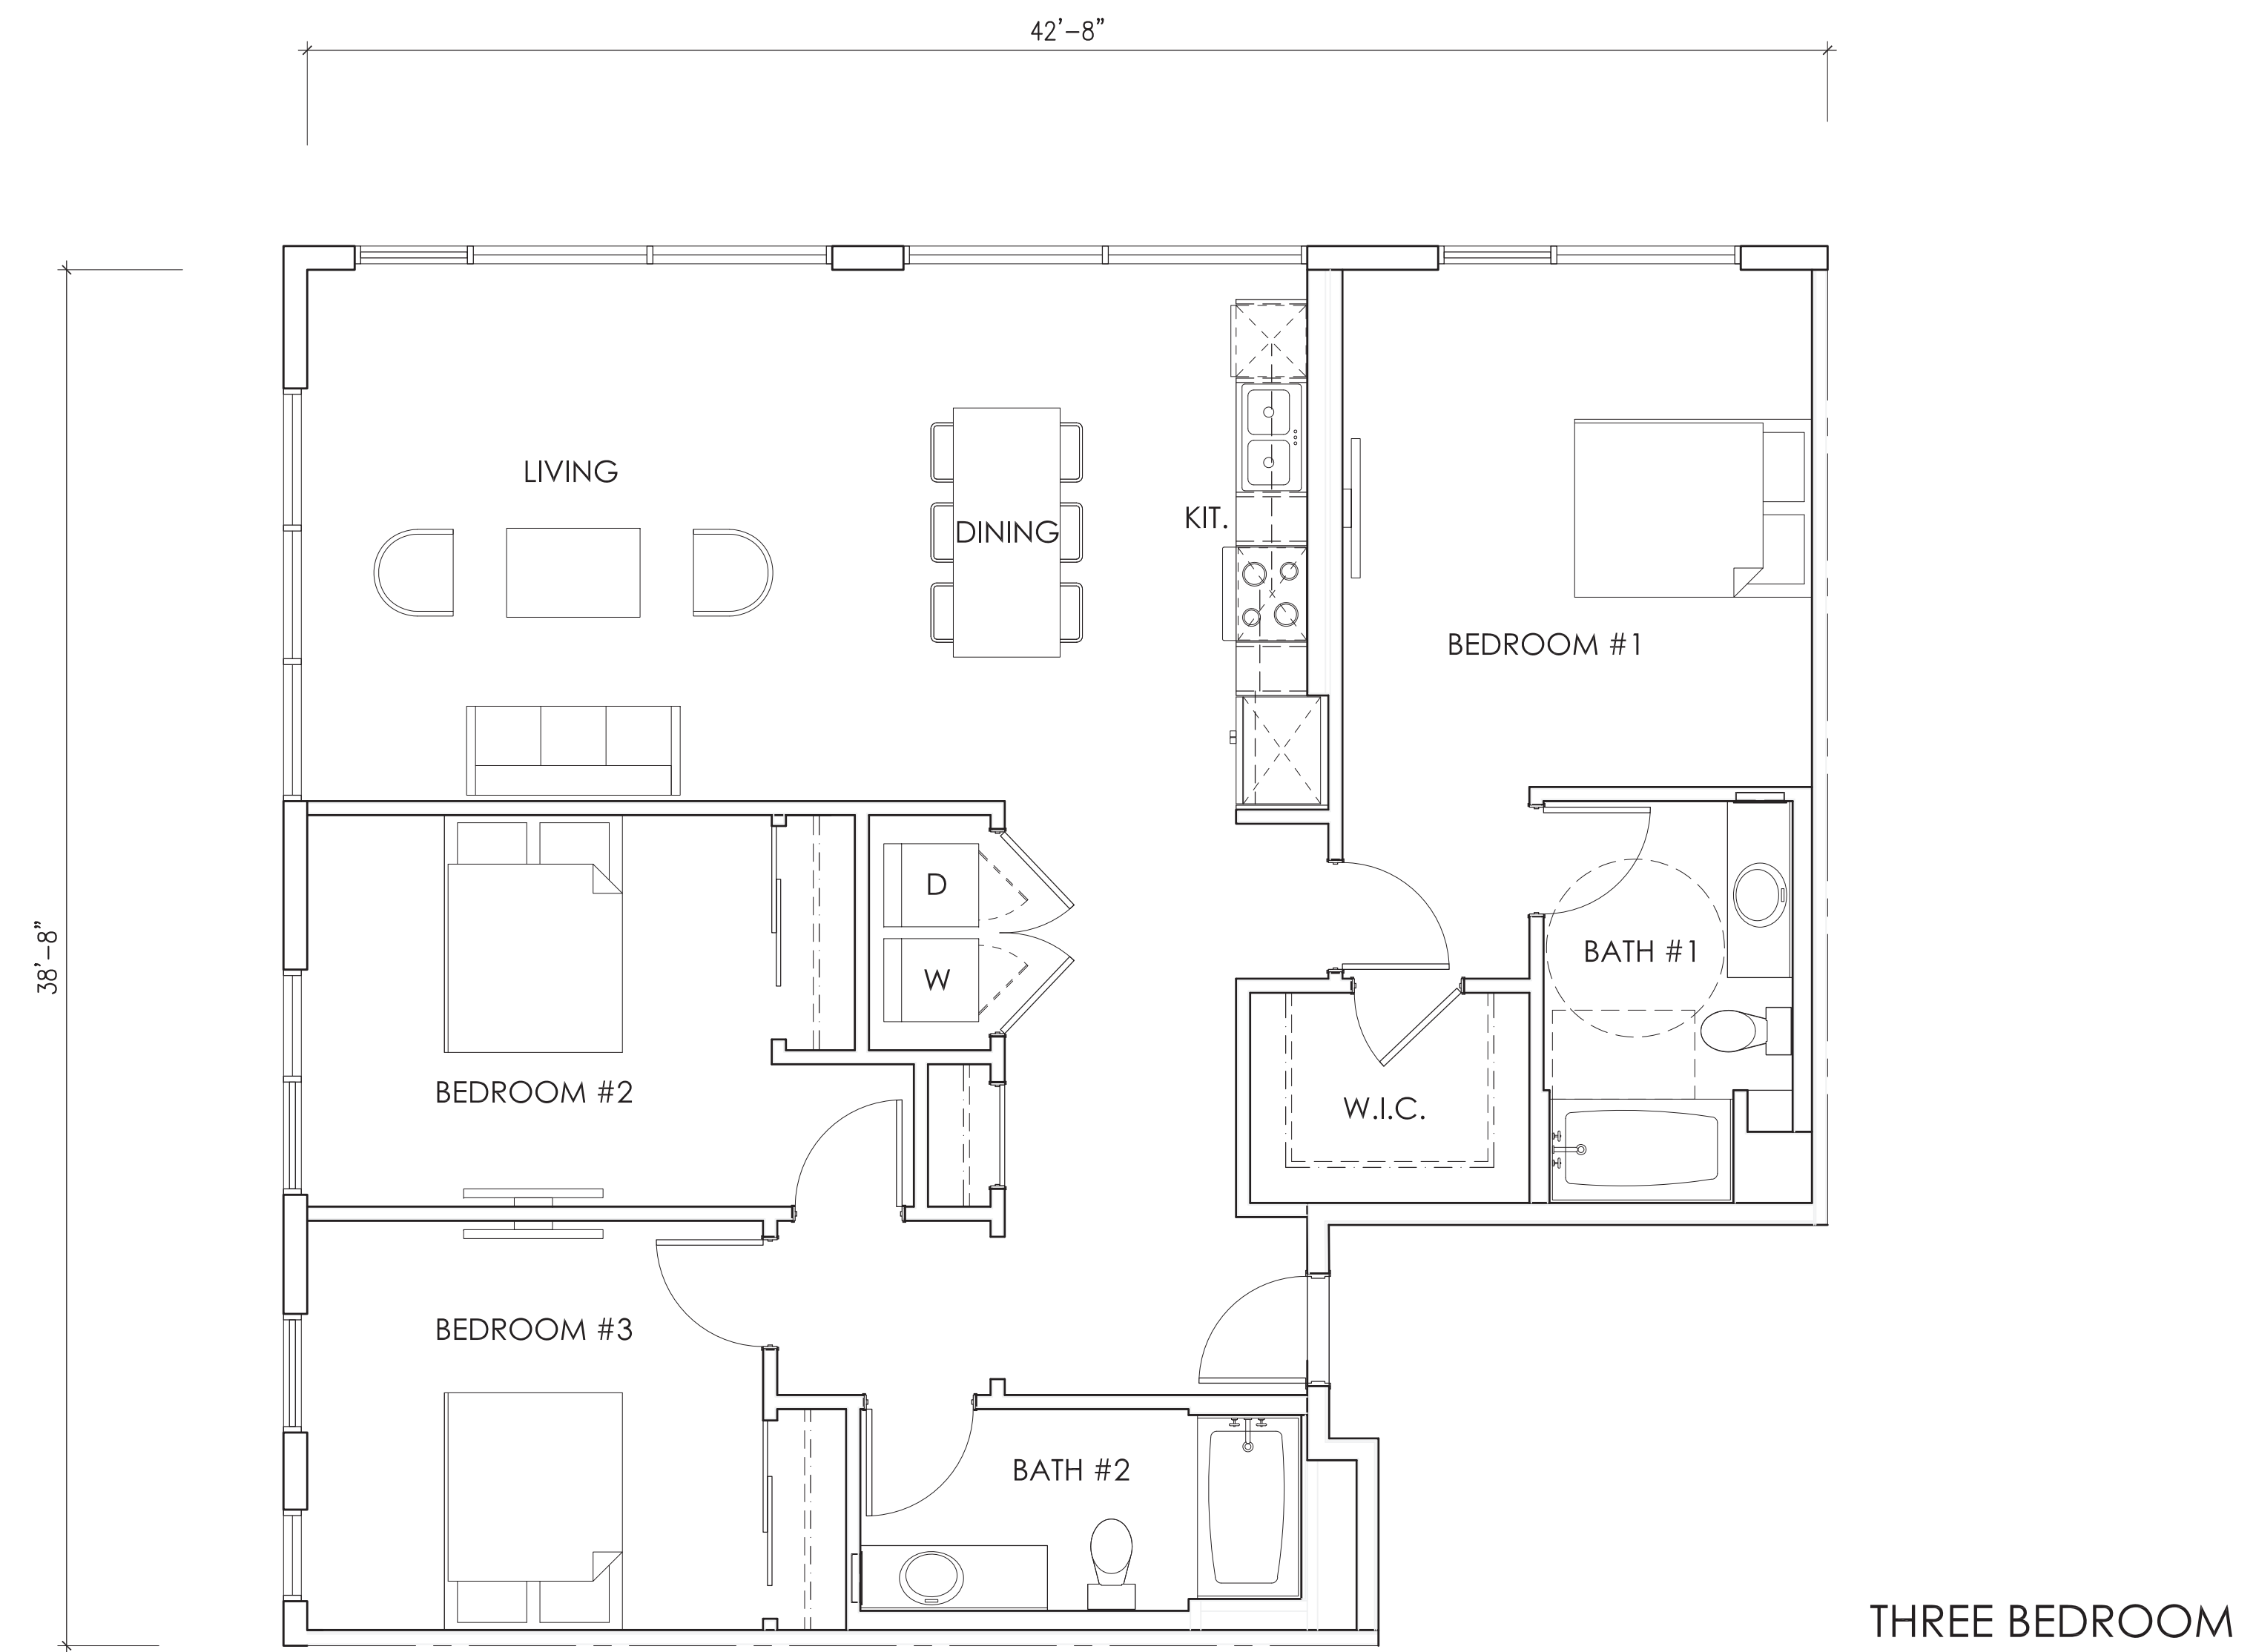 42'-8"
LIVING
DINING
KIT.
BEDROOM #1
D
38'-8"
BATH #1
W
BEDROOM #2
W.I.C.
BEDROOM #3
BATH #2
THREE BEDROOM